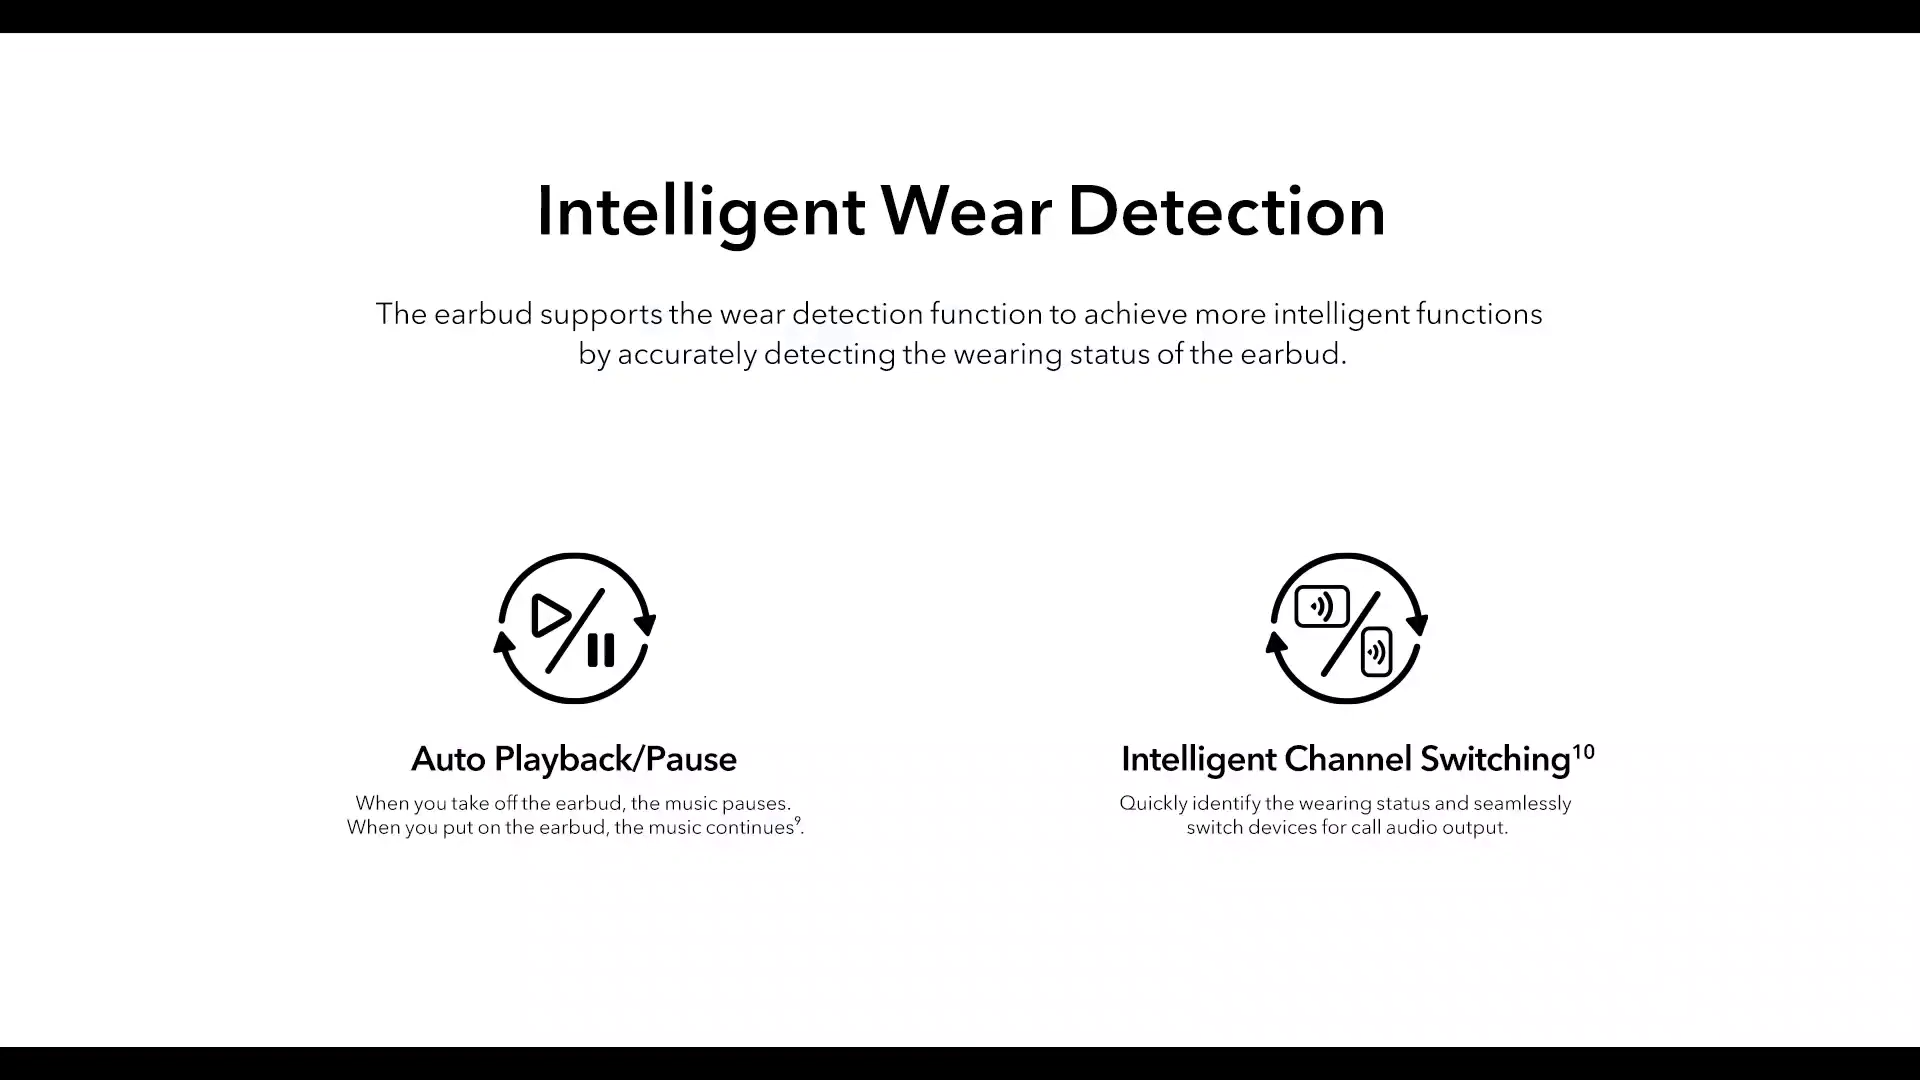 Intelligent Wear Detection
The earbud supports the wear detection function to achieve more intelligent functions
by accurately detecting the wearing status of the earbud.
Auto Playback/Pause
When you take off the earbud, the music pauses.
When you put on the earbud, the music continues⁹.
Intelligent Channel Switching¹⁰
Quickly identify the wearing status and seamlessly
switch devices for call audio output.